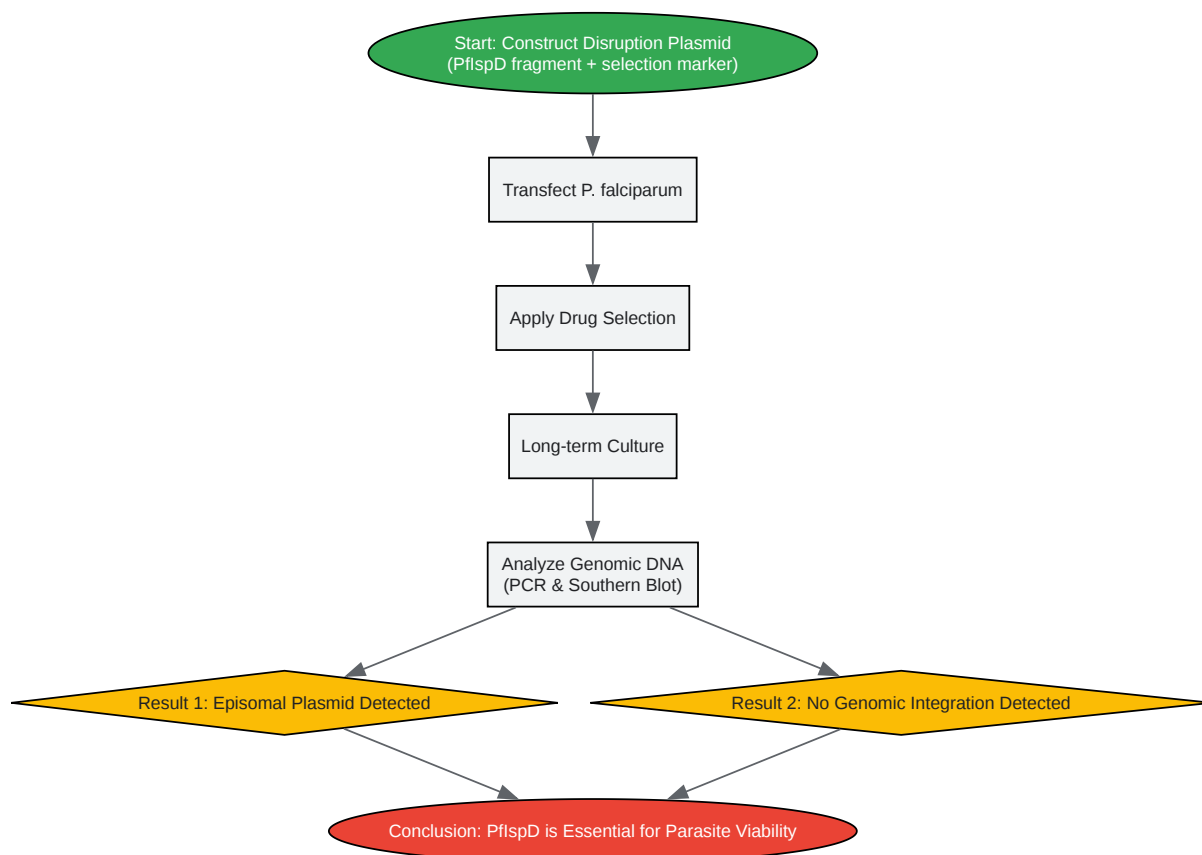 Start: Construct Disruption Plasmid
(PfIspD fragment + selection marker)
Transfect P. falciparum
Apply Drug Selection
Long-term Culture
Analyze Genomic DNA
(PCR & Southern Blot)
Result 1: Episomal Plasmid Detected
Result 2: No Genomic Integration Detected
Conclusion: PfIspD is Essential for Parasite Viability